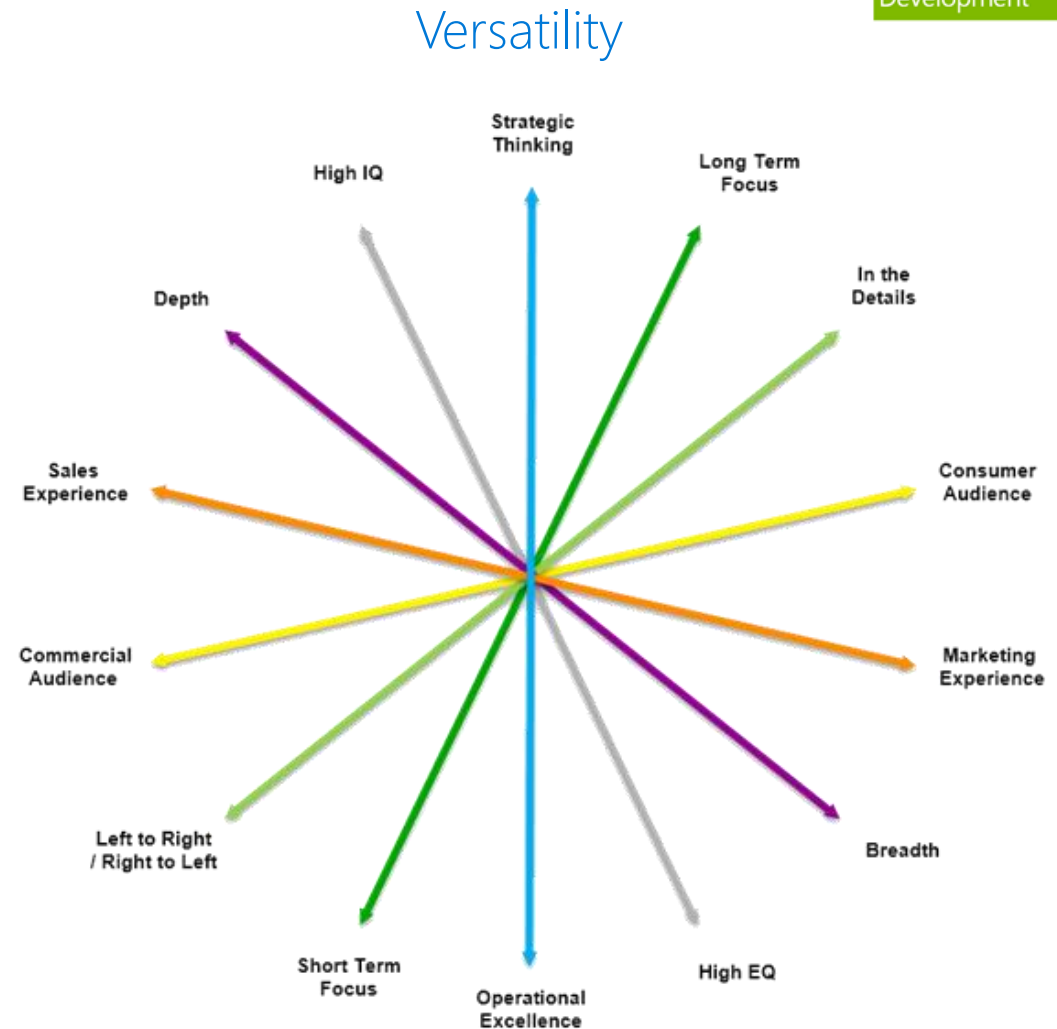 Development
Versatility
Strategic
Thinking
High IQ
Long Term
Focus
In the
Details
Depth
Sales
Experience
Consumer
Audience
Commercial
Audience
Marketing
Experience
Left to Right
/ Right to Left
Breadth
Short Term
Focus
High EQ
Operational
Excellence